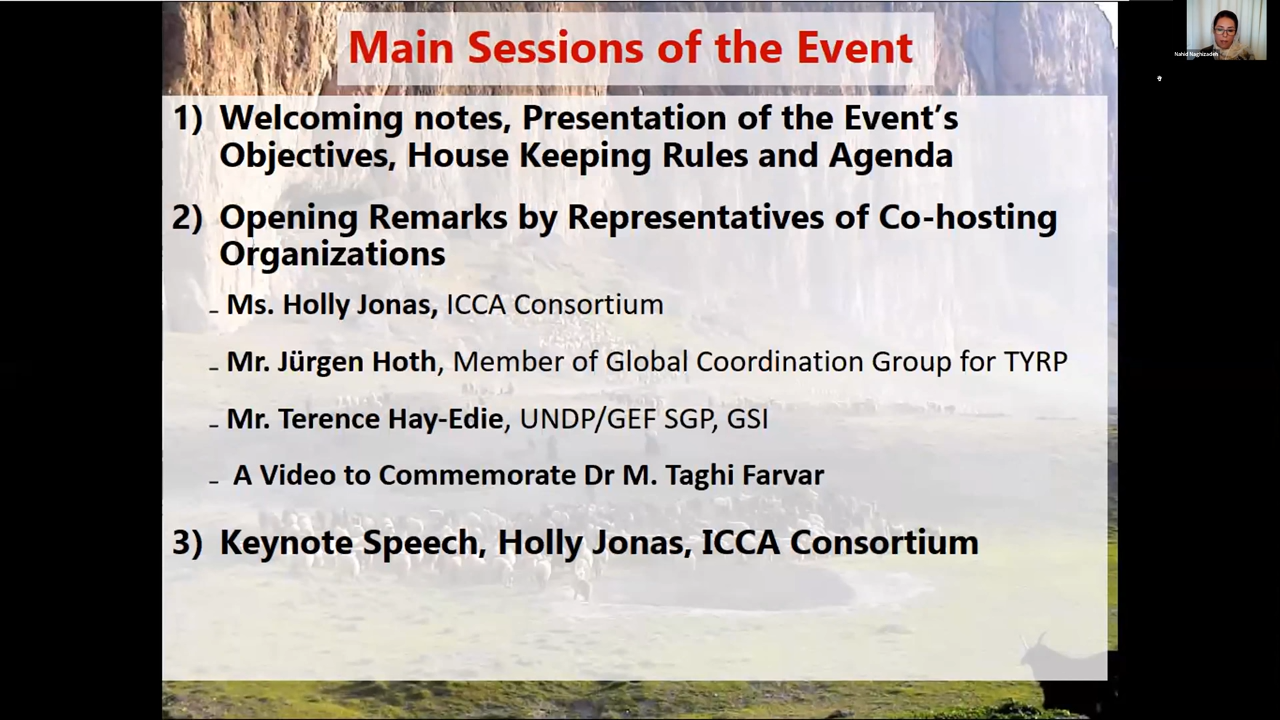 Main Sessions of the Event
1) Welcoming notes, Presentation of the Event’s
Objectives, House Keeping Rules and Agenda
2) Opening Remarks by Representatives of Co-hosting
Organizations
- Ms. Holly Jonas, ICCA Consortium
- Mr. Jürgen Hoth, Member of Global Coordination Group for TYRP
- Mr. Terence Hay-Edie, UNDP/GEF SGP, GSI
- A Video to Commemorate Dr M. Taghi Farvar
3) Keynote Speech, Holly Jonas, ICCA Consortium
Nahid Naghizadeh